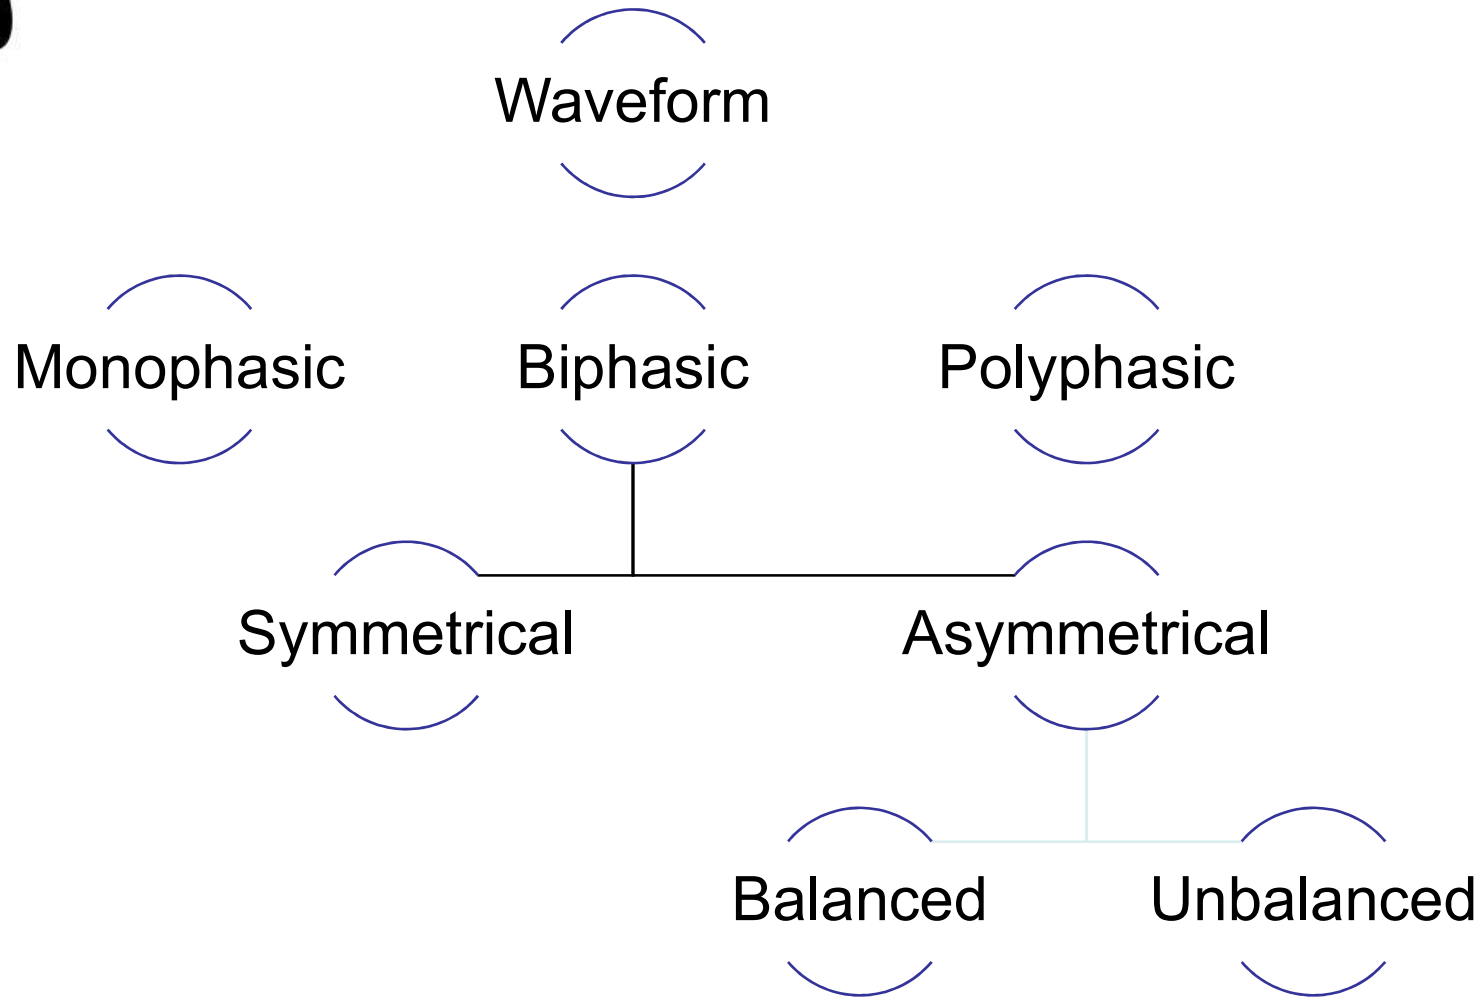 Waveform
Monophasic
Biphasic
Polyphasic
Symmetrical
Asymmetrical
Balanced
Unbalanced